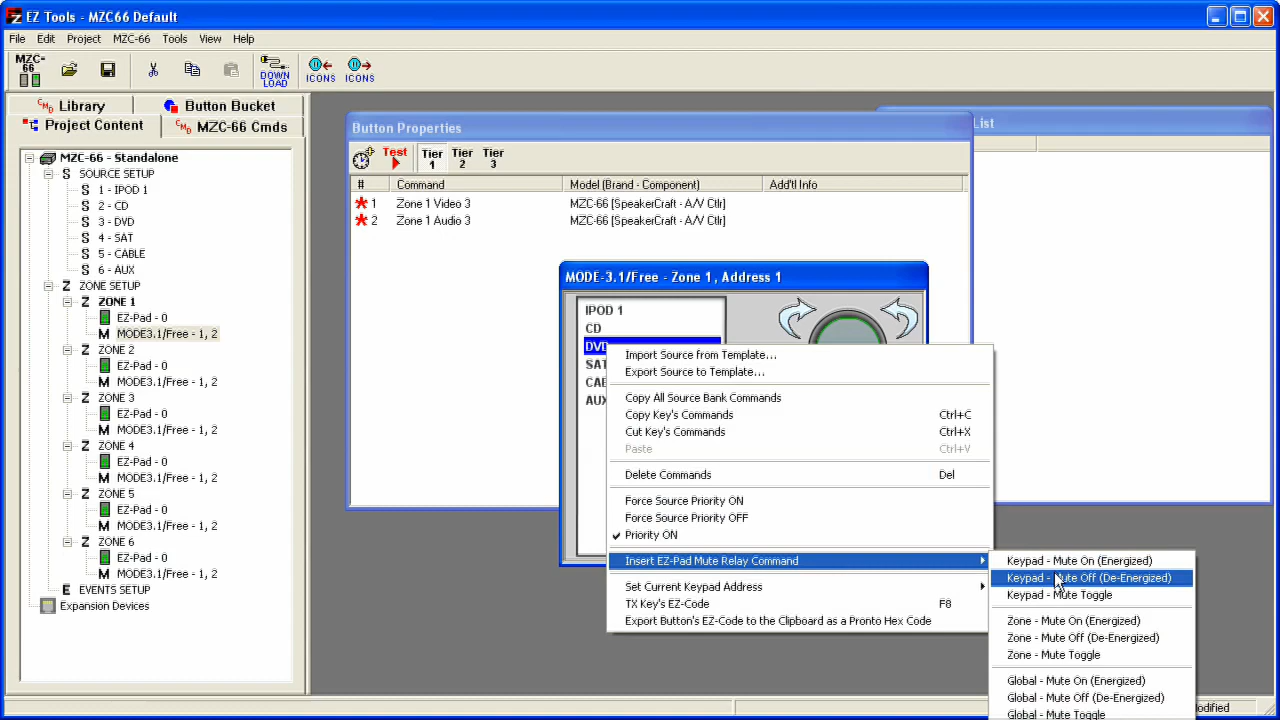 EZ Tools - MZC66 Default
File Edit Project MZC-66 Tools View Help
MZC-66
DOWN LOAD
ICONS
ICONS
Library
Button Bucket
Project Content
MZC-66 Cmds
MZC-66 - Standalone
SOURCE SETUP
1 - IPOD 1
2 - CD
3 - DVD
4 - SAT
5 - CABLE
6 - AUX
ZONE SETUP
ZONE 1
EZ-Pad - 0
MODE3.1/Free - 1, 2
ZONE 2
EZ-Pad - 0
MODE3.1/Free - 1, 2
ZONE 3
EZ-Pad - 0
MODE3.1/Free - 1, 2
ZONE 4
EZ-Pad - 0
MODE3.1/Free - 1, 2
ZONE 5
EZ-Pad - 0
MODE3.1/Free - 1, 2
ZONE 6
EZ-Pad - 0
MODE3.1/Free - 1, 2
EVENTS SETUP
Expansion Devices
Button Properties
List
Test
Tier 1
Tier 2
Tier 3
# Command Model (Brand - Component) Add'tl Info
1 Zone 1 Video 3 MZC-66 [SpeakerCraft - A/V Ctlr]
2 Zone 1 Audio 3 MZC-66 [SpeakerCraft - A/V Ctlr]
MODE-3.1/Free - Zone 1, Address 1
IPOD 1
CD
DVD
Import Source from Template...
Export Source to Template...
Copy All Source Bank Commands
Copy Key's Commands Ctrl+C
Cut Key's Commands Ctrl+X
Paste Ctrl+V
Delete Commands Del
Force Source Priority ON
Force Source Priority OFF
Priority ON
Insert EZ-Pad Mute Relay Command
Set Current Keypad Address
TX Key's EZ-Code F8
Export Button's EZ-Code to the Clipboard as a Pronto Hex Code
Keypad - Mute On (Energized)
Keypad - Mute Off (De-Energized)
Keypad - Mute Toggle
Zone - Mute On (Energized)
Zone - Mute Off (De-Energized)
Zone - Mute Toggle
Global - Mute On (Energized)
Global - Mute Off (De-Energized)
Global - Mute Toggle